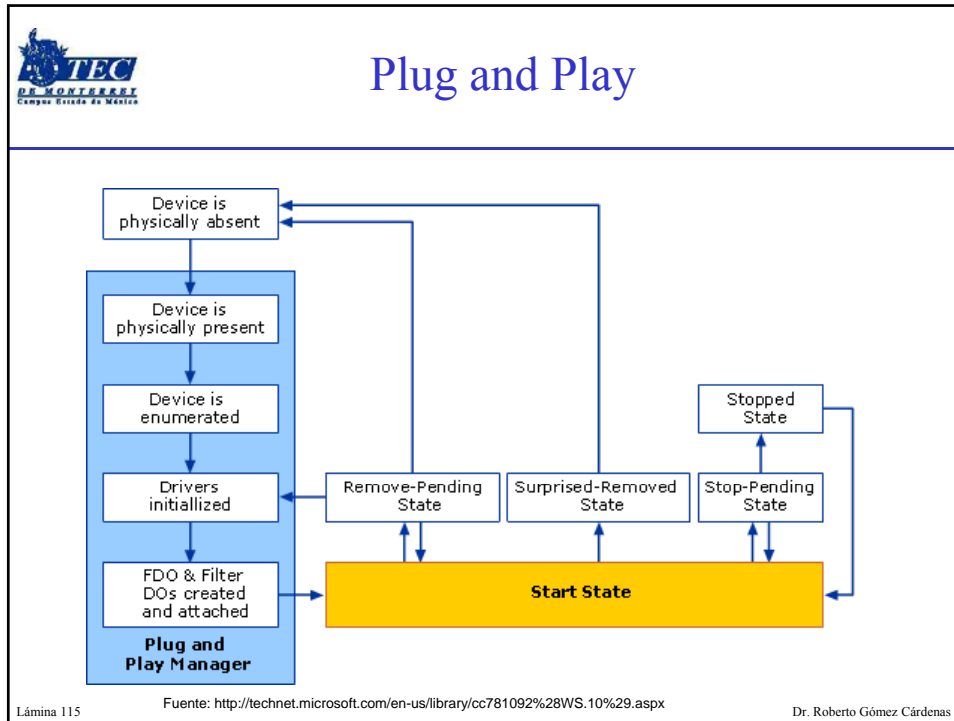 TEC
DE MONTERREY
Campus Estado de México
Plug and Play
Device is
physically absent
Device is
physically present
Device is
enumerated
Stopped
State
Drivers
initiallized
Remove-Pending
State
Surprised-Removed
State
Stop-Pending
State
FDO & Filter
DOs created
and attached
Start State
Plug and
Play Manager
Lámina 115
Fuente: http://technet.microsoft.com/en-us/library/cc781092%28WS.10%29.aspx
Dr. Roberto Gómez Cárdenas